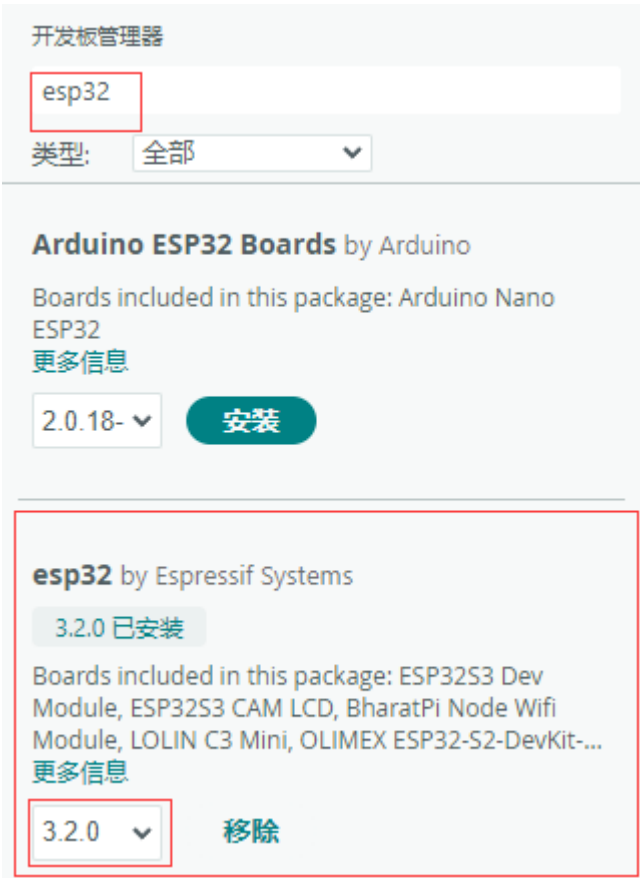 开发板管理器
esp32
类型: 全部
Arduino ESP32 Boards by Arduino
Boards included in this package: Arduino Nano
ESP32
更多信息
2.0.18- 安装
esp32 by Espressif Systems
3.2.0 已安装
Boards included in this package: ESP32S3 Dev
Module, ESP32S3 CAM LCD, BharatPi Node Wifi
Module, LOLIN C3 Mini, OLIMEX ESP32-S2-DevKit-...
更多信息
3.2.0 移除